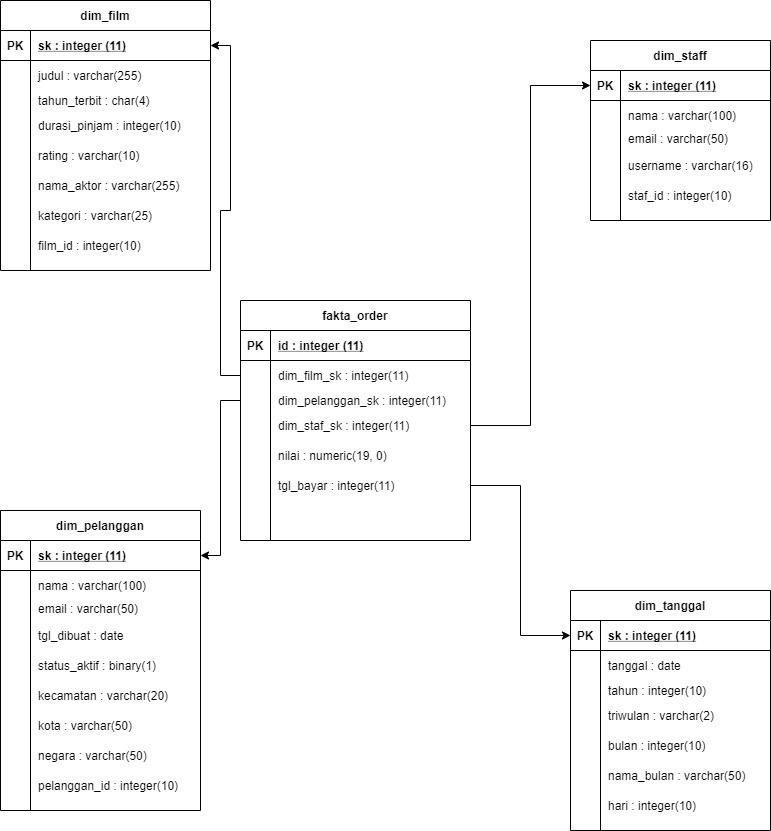 dim_film
PK sk : integer (11)
judul : varchar(255)
tahun_terbit : char(4)
durasi_pinjam : integer(10)
rating : varchar(10)
nama_aktor : varchar(255)
kategori : varchar(25)
film_id : integer(10)
dim_staff
PK sk : integer (11)
nama : varchar(100)
email : varchar(50)
username : varchar(16)
staf_id : integer(10)
fakta_order
PK id : integer (11)
dim_film_sk : integer(11)
dim_pelanggan_sk : integer(11)
dim_staf_sk : integer(11)
nilai : numeric(19, 0)
tgl_bayar : integer(11)
dim_pelanggan
PK sk : integer (11)
nama : varchar(100)
email : varchar(50)
tgl_dibuat : date
status_aktif : binary(1)
kecamatan : varchar(20)
kota : varchar(50)
negara : varchar(50)
pelanggan_id : integer(10)
dim_tanggal
PK sk : integer (11)
tanggal : date
tahun : integer(10)
triwulan : varchar(2)
bulan : integer(10)
nama_bulan : varchar(50)
hari : integer(10)